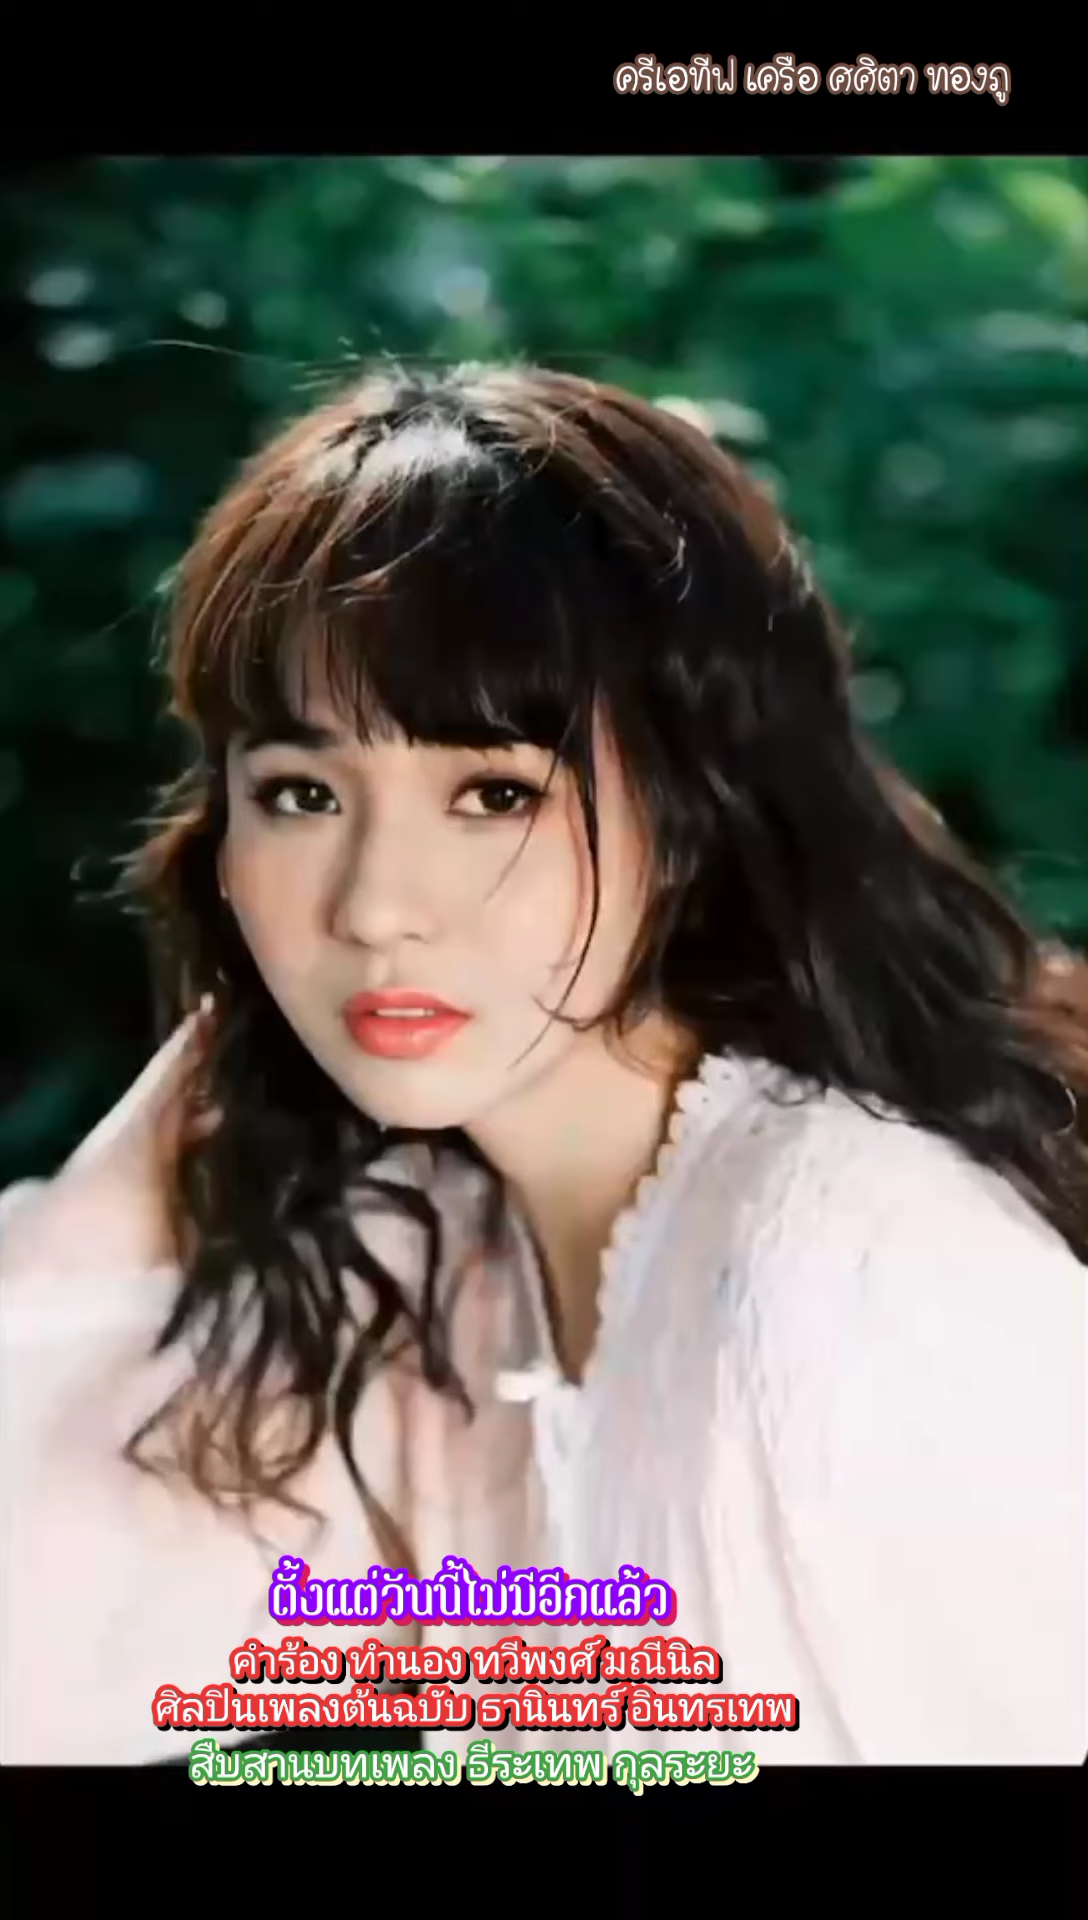 ครีเอทีฟ เครือ ศศิตา ทองภู
ตั้งแต่วันนี้ไม่มีอีกแล้ว
คำร้อง ทำนอง ทวีพงศ์ มณีนิล
ศิลปินเพลงต้นฉบับ ธานินทร์ อินทรเทพ
สืบสานบทเพลง ธีระเทพ กุลระยะ